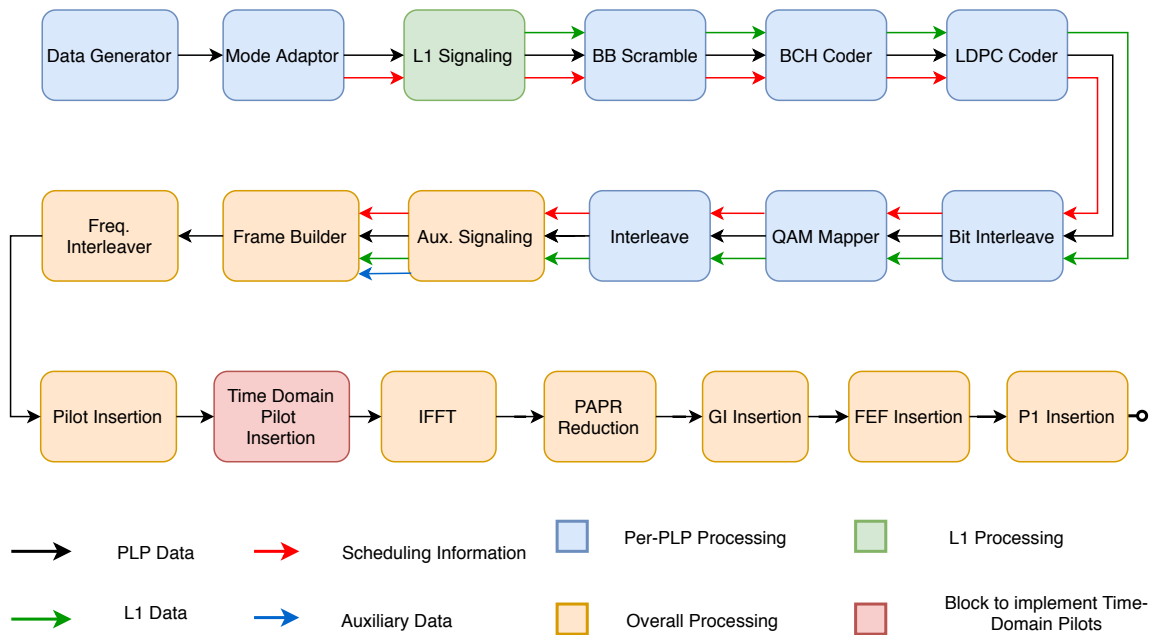 Data Generator
Mode Adaptor
L1 Signaling
BB Scramble
BCH Coder
LDPC Coder
Freq.
Interleaver
Frame Builder
Aux. Signaling
Interleave
QAM Mapper
Bit Interleave
Pilot Insertion
Time Domain
Pilot
Insertion
IFFT
PAPR
Reduction
GI Insertion
FEF Insertion
P1 Insertion
PLP Data
Scheduling Information
Per-PLP Processing
L1 Processing
L1 Data
Auxiliary Data
Overall Processing
Block to implement Time-
Domain Pilots